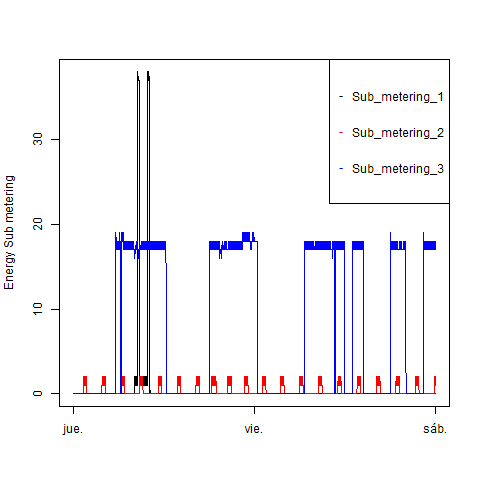 Sub_metering_1
Sub_metering_2
Sub_metering_3
Energy Sub metering
30
20
10
0
jue.
vie.
sáb.